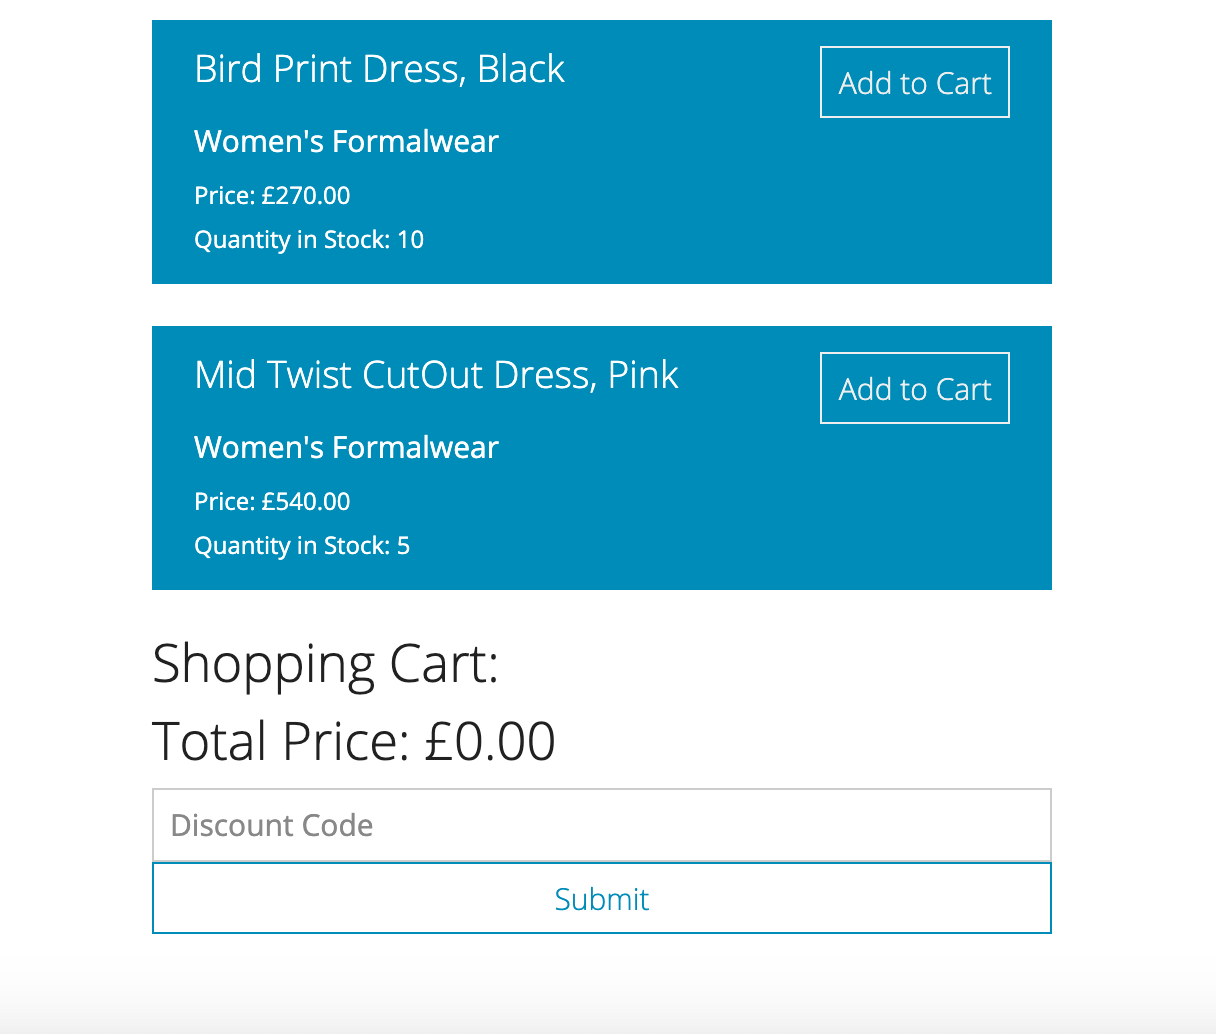 Bird Print Dress, Black
Add to Cart
Women's Formalwear
Price: £270.00
Quantity in Stock: 10
Mid Twist CutOut Dress, Pink
Add to Cart
Women's Formalwear
Price: £540.00
Quantity in Stock: 5
Shopping Cart:
Total Price: £0.00
Discount Code
Submit